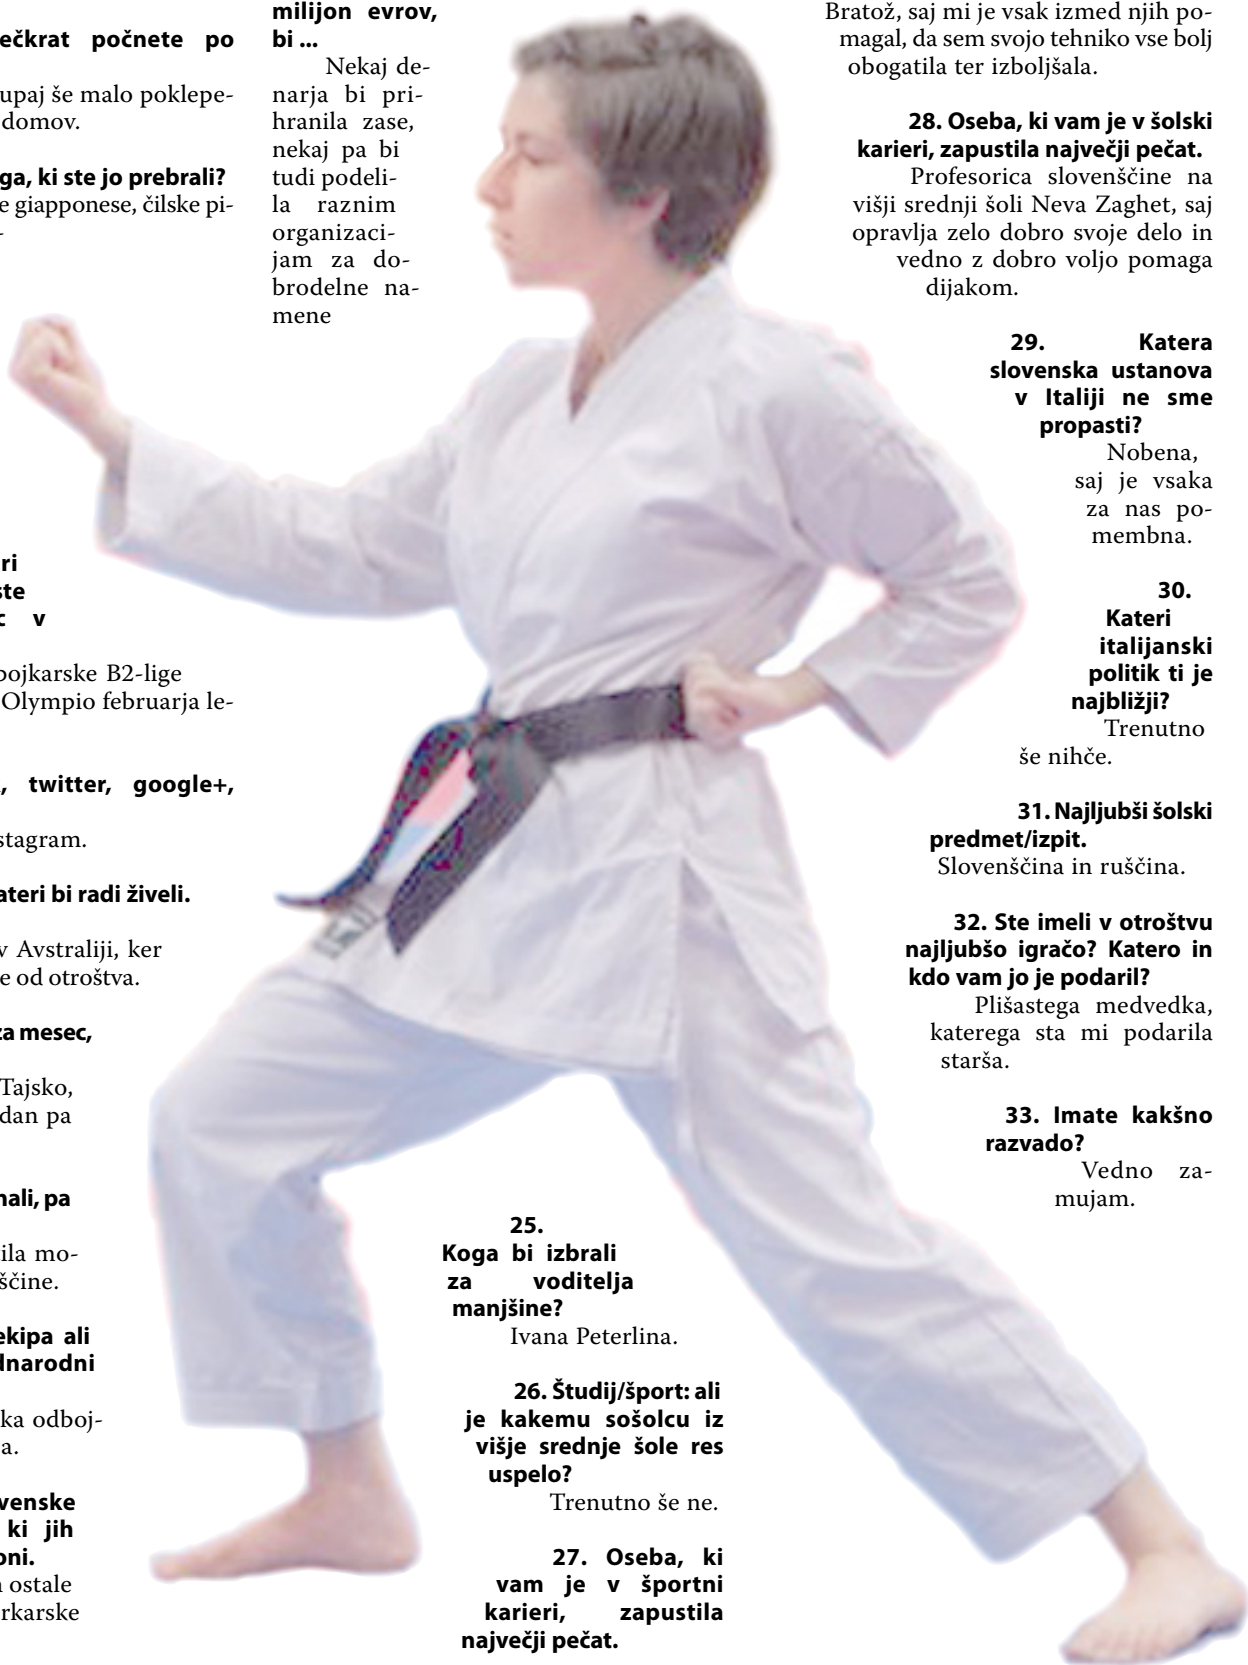 ečkrat počnete po
upaj še malo poklepe-
domov.
ga, ki ste jo prebrali?
e giapponese, čilske pi-
-
ri
ste
c v
bojkarske B2-lige
Olympio februarja le-
, twitter, google+,
stagram.
ateri bi radi živeli.
v Avstraliji, ker
e od otroštva.
za mesec,
Tajsko,
dan pa
nali, pa
ila mo-
ščine.
ekipa ali
dnarodni
ka odboj-
a.
venske
ki jih
oni.
n ostale
rkarske
milijon evrov,
bi ...
Nekaj de-
narja bi pri-
hranila zase,
nekaj pa bi
tudi podeli-
la raznim
organizaci-
jam za do-
brodelne na-
mene
25.
Koga bi izbrali
za voditelja
manjšine?
Ivana Peterlina.
26. Študij/šport: ali
je kakemu sošolcu iz
višje srednje šole res
uspelo?
Trenutno še ne.
27. Oseba, ki
vam je v športni
karieri, zapustila
največji pečat.
Bratož, saj mi je vsak izmed njih po-
magal, da sem svojo tehniko vse bolj
obogatila ter izboljšala.
28. Oseba, ki vam je v šolski
karieri, zapustila največji pečat.
Profesorica slovenščine na
višji srednji šoli Neva Zaghet, saj
opravlja zelo dobro svoje delo in
vedno z dobro voljo pomaga
dijakom.
29. Katera
slovenska ustanova
v Italiji ne sme
propasti?
Nobena,
saj je vsaka
za nas po-
membna.
30.
Kateri
italijanski
politik ti je
najbližji?
Trenutno
še nihče.
31. Najljubši šolski
predmet/izpit.
Slovenščina in ruščina.
32. Ste imeli v otroštvu
najljubšo igračo? Katero in
kdo vam jo je podaril?
Plišastega medvedka,
katerega sta mi podarila
starša.
33. Imate kakšno
razvado?
Vedno za-
mujam.